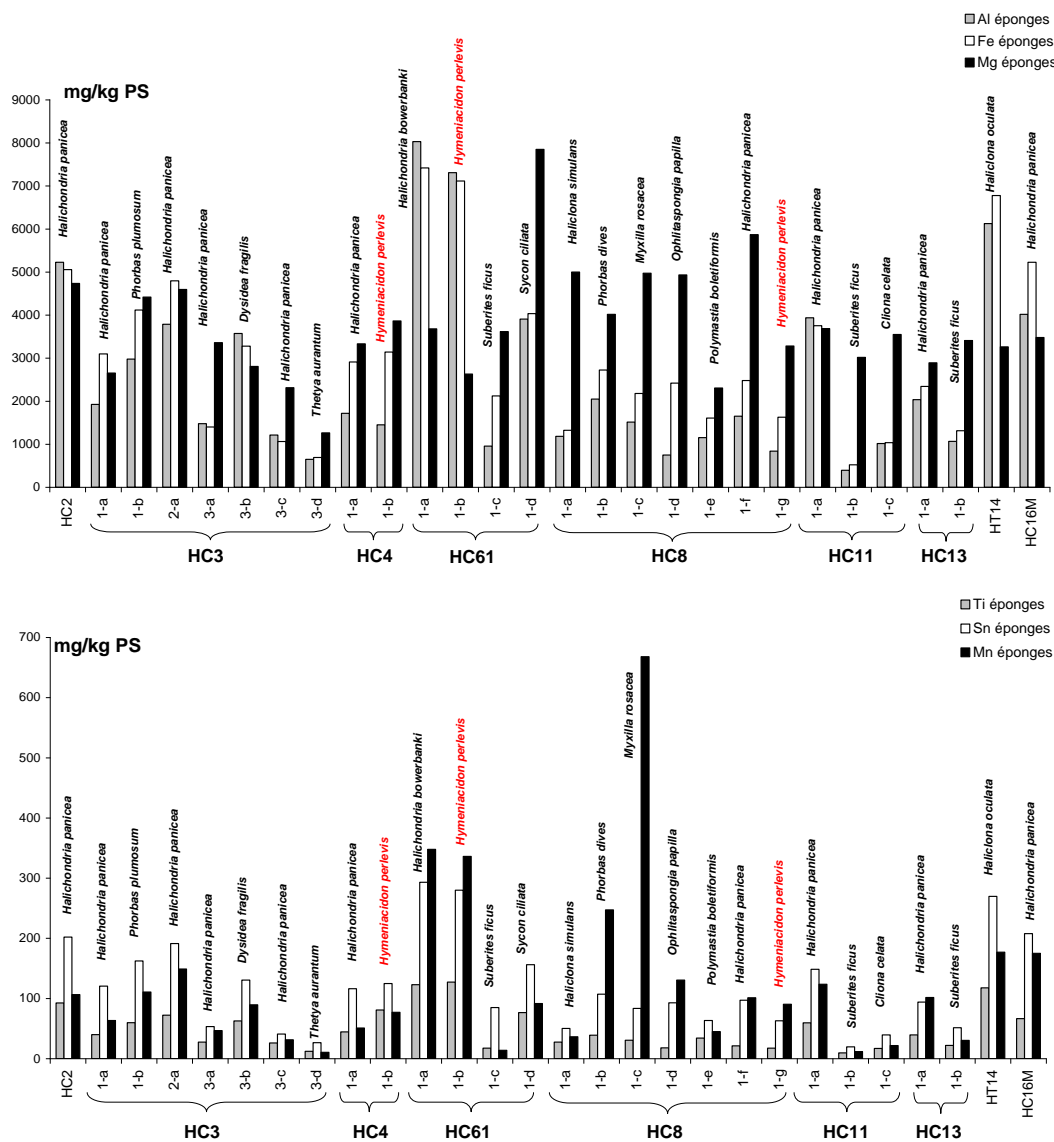 Al éponges
Fe éponges
Mg éponges
mg/kg PS
9000
8000
7000
6000
5000
4000
3000
2000
1000
0
Halichondria panicea
Halichondria panicea
Phorbas plumosum
Halichondria panicea
Halichondria panicea
Dysidea fragilis
Halichondria panicea
Thetya aurantum
Halichondria panicea
Hymeniacidon perlevis
Halichondria bowerbanki
Hymeniacidon perlevis
Suberites ficus
Sycon ciliata
Haliclona simulans
Phorbas dives
Myxilla rosacea
Ophlitaspongia papilla
Polymastia boletiformis
Halichondria panicea
Hymeniacidon perlevis
Halichondria panicea
Suberites ficus
Cliona celata
Halichondria panicea
Suberites ficus
Haliclona oculata
Halichondria panicea
HC2 1-a 1-b 2-a 3-a 3-b 3-c 3-d 1-a 1-b 1-a 1-b 1-c 1-d 1-a 1-b 1-c 1-d 1-e 1-f 1-g 1-a 1-b 1-c 1-a 1-b HT14 HC16M
HC3 HC4 HC61 HC8 HC11 HC13
Ti éponges
Sn éponges
Mn éponges
mg/kg PS
700
600
500
400
300
200
100
0
Halichondria panicea
Halichondria panicea
Phorbas plumosum
Halichondria panicea
Halichondria panicea
Dysidea fragilis
Halichondria panicea
Thetya aurantum
Halichondria panicea
Hymeniacidon perlevis
Halichondria bowerbanki
Hymeniacidon perlevis
Suberites ficus
Sycon ciliata
Haliclona simulans
Phorbas dives
Myxilla rosacea
Ophlitaspongia papilla
Polymastia boletiformis
Halichondria panicea
Hymeniacidon perlevis
Halichondria panicea
Suberites ficus
Cliona celata
Halichondria panicea
Suberites ficus
Haliclona oculata
Halichondria panicea
HC2 1-a 1-b 2-a 3-a 3-b 3-c 3-d 1-a 1-b 1-a 1-b 1-c 1-d 1-a 1-b 1-c 1-d 1-e 1-f 1-g 1-a 1-b 1-c 1-a 1-b HT14 HC16M
HC3 HC4 HC61 HC8 HC11 HC13